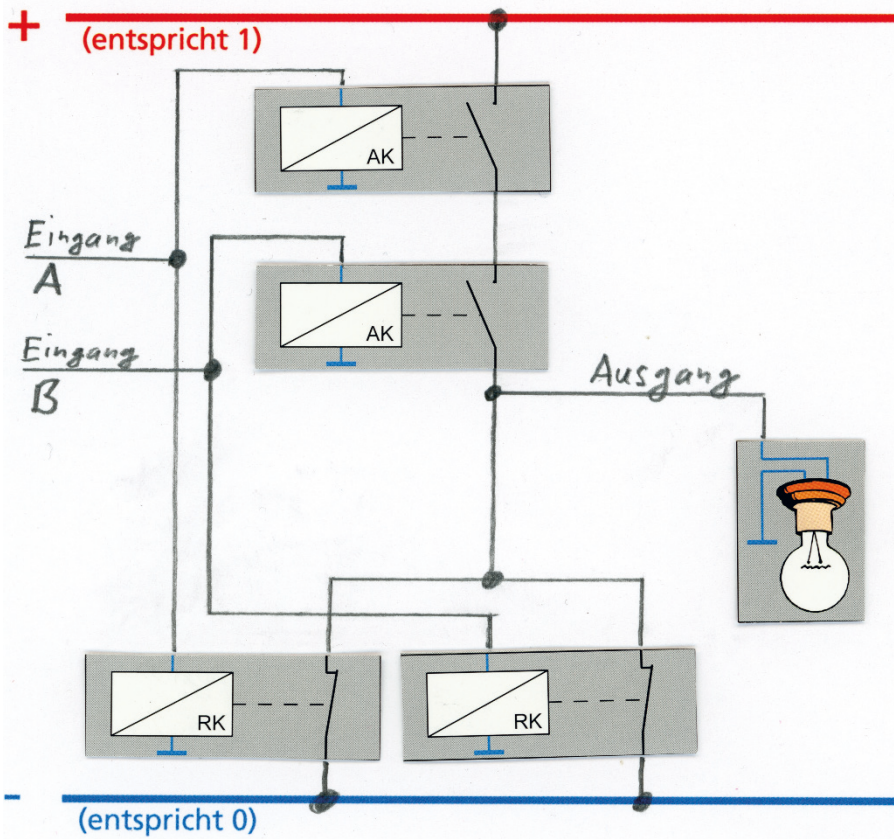 +
(entspricht 1)
AK
Eingang
A
AK
Eingang
B
Ausgang
RK
RK
-
(entspricht 0)